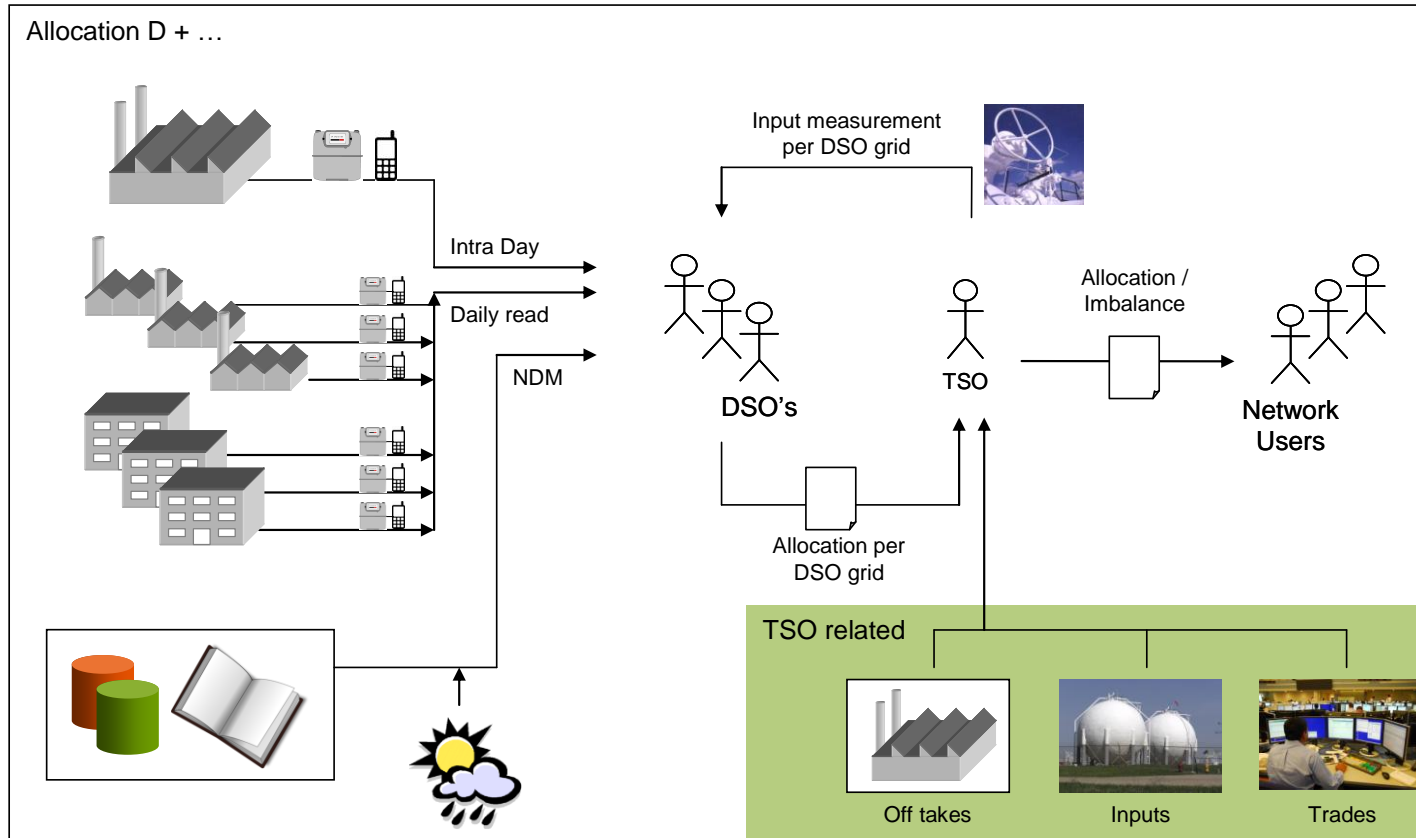 Allocation D + …
Input measurement
per DSO grid
Intra Day
Daily read
NDM
DSO's
TSO
Allocation /
Imbalance
Network
Users
Allocation per
DSO grid
TSO related
Off takes
Inputs
Trades